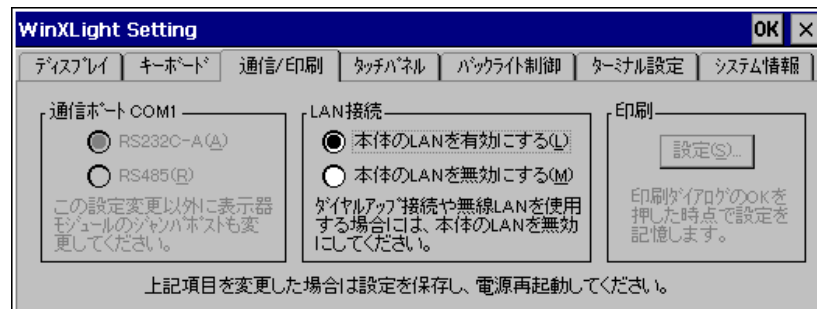 WinXLight Setting OK ×
ディスプレイ キーボード 通信/印刷 タッチパネル バックライト制御 ターミナル設定 システム情報
通信ポート COM1
RS232C-A(A)
RS485(R)
この設定変更以外に表示器
モジュールのジャンパポストも変
更してください。
LAN接続
本体のLANを有効にする(L)
本体のLANを無効にする(M)
ダイヤルアップ接続や無線LANを使用
する場合には、本体のLANを無効
にしてください。
印刷
設定(S)...
印刷ダイアログのOKを
押した時点で設定を
記憶します。
上記項目を変更した場合は設定を保存し、電源再起動してください。